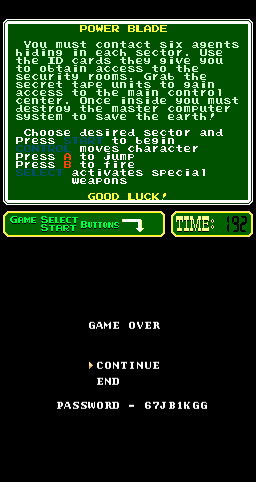 POWER BLADE
You must contact six agents
hiding in each sector. Use
the ID cards they give you
to obtain access to the
security rooms. Grab the
secret tape units to gain
access to the main control
center. Once inside you must
destroy the master computer
system to save the earth!
Choose desired sector and
Press START to begin
CONTROL moves character
Press A to jump
Press B to fire
SELECT activates special
weapons
GOOD LUCK!
GAME SELECT
START BUTTONS
TIME: 192
GAME OVER
CONTINUE
END
PASSWORD - 67JB1KGG